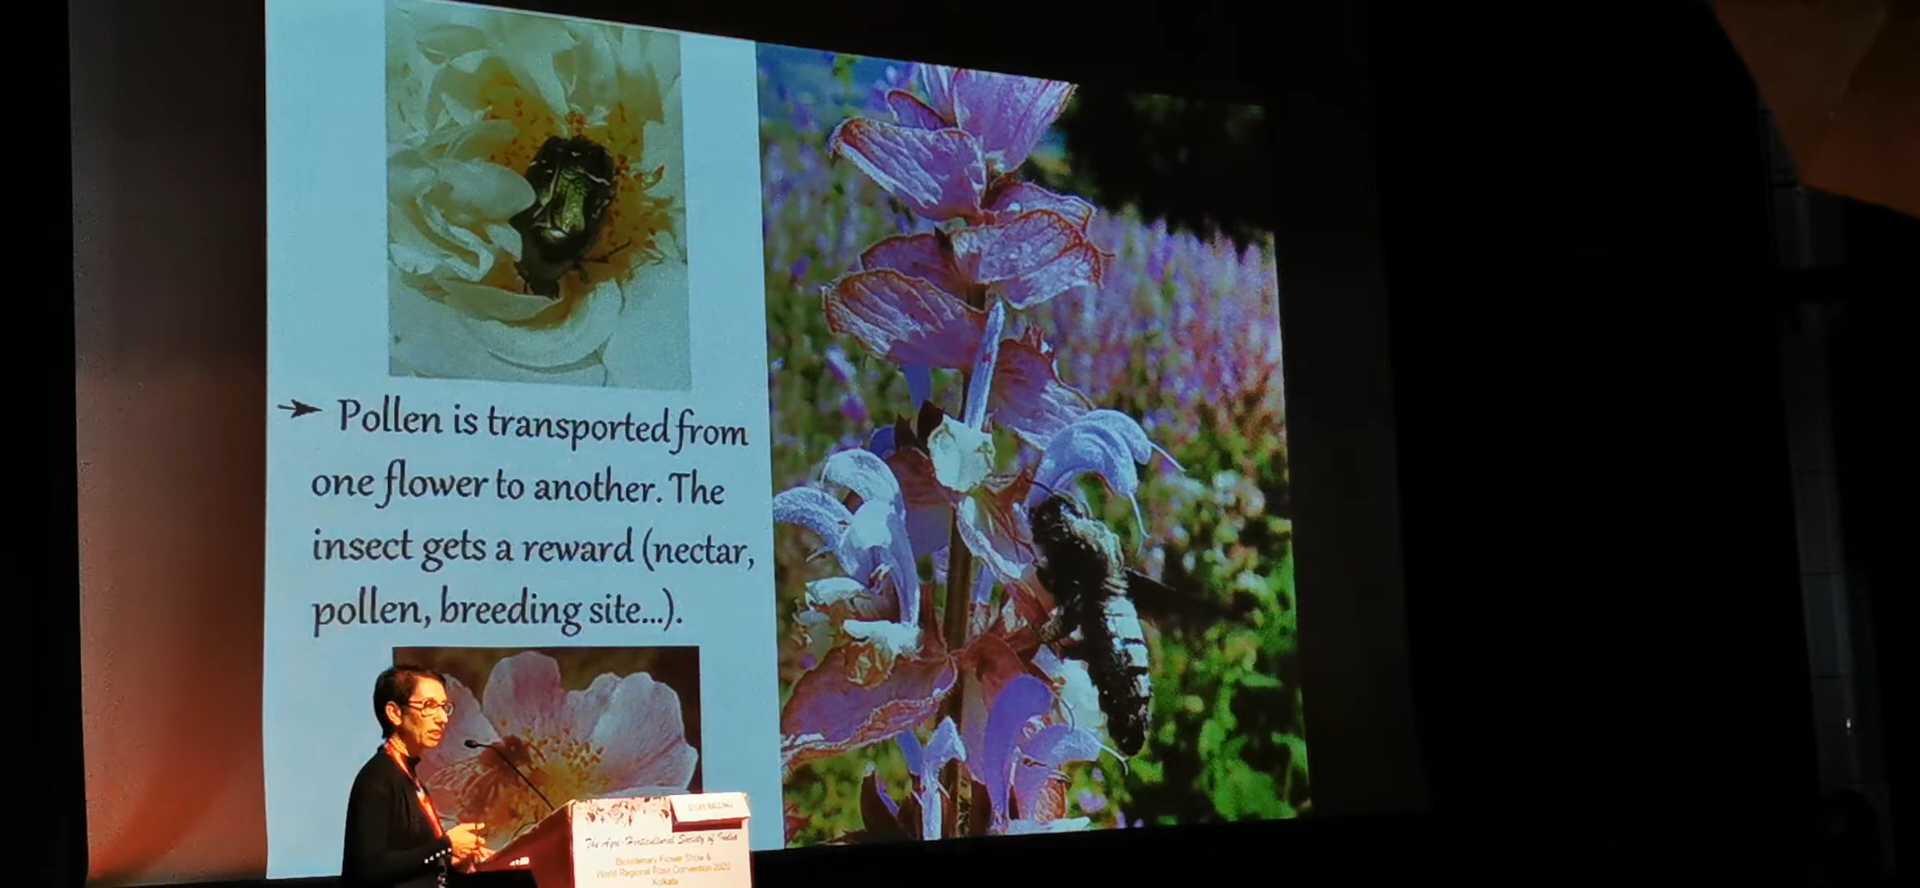 Pollen is transported from
one flower to another. The
insect gets a reward (nectar,
pollen, breeding site...).
The Agri-Horticultural Society of India
Bicentenary Flower Show &
World Regional Rose Convention 2020
Kolkata